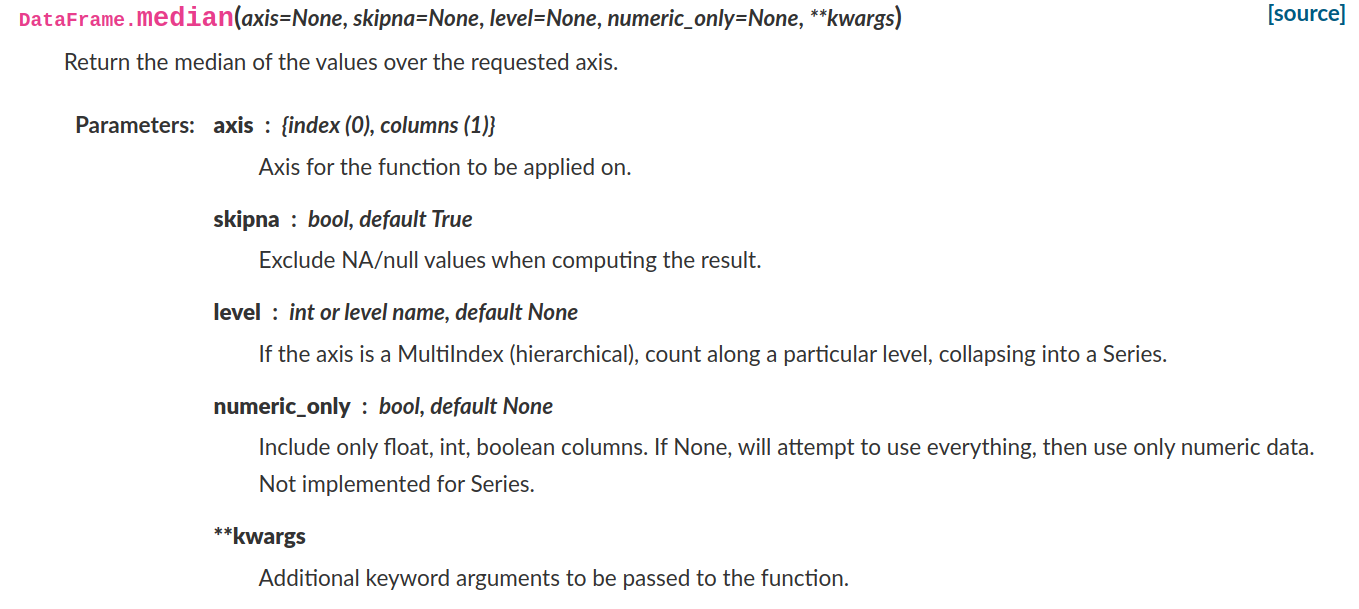 DataFrame.median(axis=None, skipna=None, level=None, numeric_only=None, **kwargs) [source]
Return the median of the values over the requested axis.
Parameters: axis : {index (0), columns (1)}
Axis for the function to be applied on.
skipna : bool, default True
Exclude NA/null values when computing the result.
level : int or level name, default None
If the axis is a MultiIndex (hierarchical), count along a particular level, collapsing into a Series.
numeric_only : bool, default None
Include only float, int, boolean columns. If None, will attempt to use everything, then use only numeric data.
Not implemented for Series.
**kwargs
Additional keyword arguments to be passed to the function.